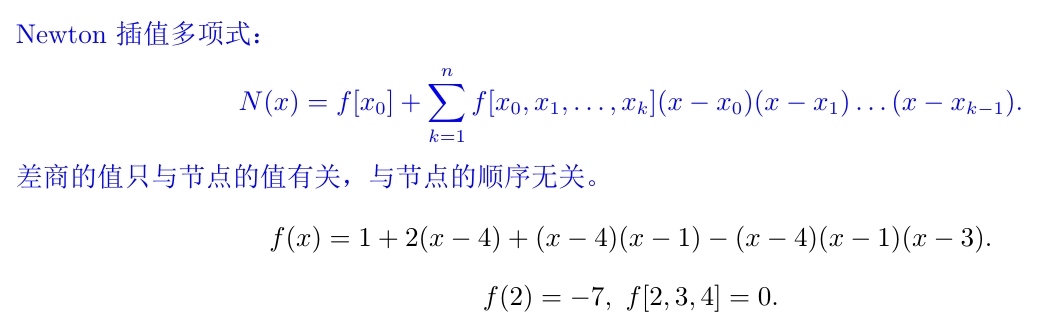 Newton 插值多项式：
N(x) = f[x_0] + \sum_{k=1}^{n} f[x_0, x_1, \ldots, x_k](x - x_0)(x - x_1) \ldots (x - x_{k-1}).
差商的值只与节点的值有关，与节点的顺序无关。
f(x) = 1 + 2(x - 4) + (x - 4)(x - 1) - (x - 4)(x - 1)(x - 3).
f(2) = -7, f[2, 3, 4] = 0.